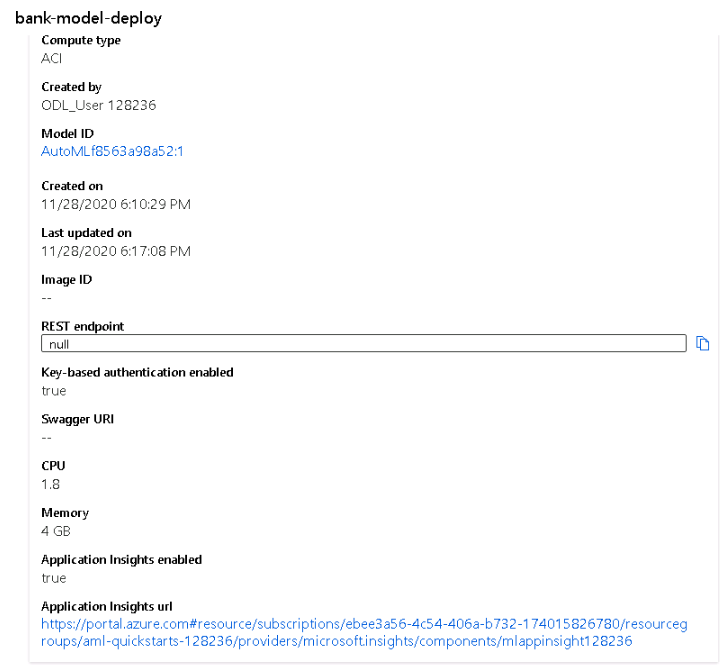 bank-model-deploy
Compute type
ACI
Created by
ODL_User 128236
Model ID
AutoMLf8563a98a52:1
Created on
11/28/2020 6:10:29 PM
Last updated on
11/28/2020 6:17:08 PM
Image ID
--
REST endpoint
null
Key-based authentication enabled
true
Swagger URI
--
CPU
1.8
Memory
4 GB
Application Insights enabled
true
Application Insights url
https://portal.azure.com#resource/subscriptions/ebee3a56-4c54-406a-b732-174015826780/resourceg
roups/aml-quickstarts-128236/providers/microsoft.insights/components/mlappinsight128236